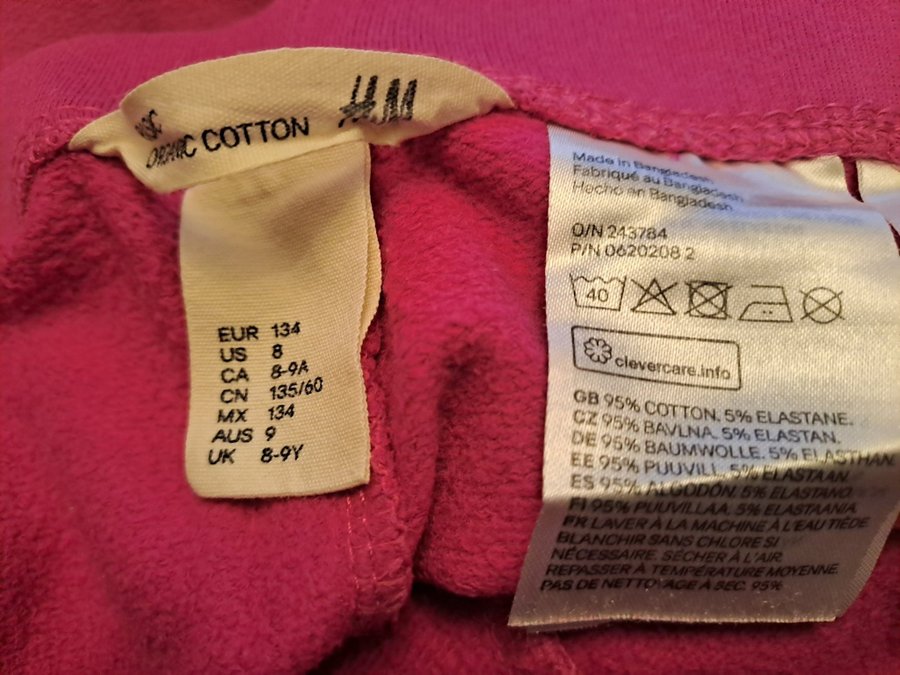 ORGANIC COTTON
H&M
EUR 134
US 8
CA 8-9A
CN 135/60
MX 134
AUS 9
UK 8-9Y
Made in Bangladesh
Fabriqué au Bangladesh
Hecho en Bangladesh
O/N 243784
P/N 0620208 2
40
clevercare.info
GB 95% COTTON. 5% ELASTANE.
CZ 95% BAVLNA. 5% ELASTAN.
DE 95% BAUMWOLLE. 5% ELASTHAN.
EE 95% PUUVILL. 5% ELASTAAN.
ES 95% ALGODÓN. 5% ELASTANO.
FI 95% PUUVILLAA. 5% ELASTAANIA.
FR LAVER À LA MACHINE À L'EAU TIÈDE
BLANCHIR SANS CHLORE SI
NÉCESSAIRE. SÉCHER À L'AIR.
REPASSER À TEMPÉRATURE MOYENNE.
PAS DE NETTOYAGE À SEC. 95%